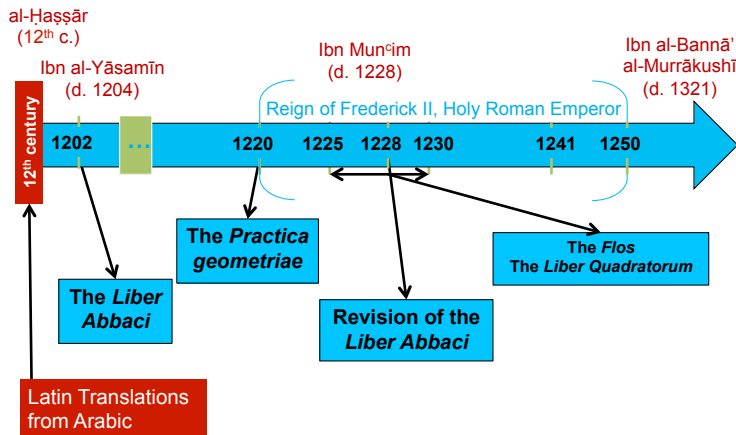 al-Ḥaṣṣār
(12th c.)
Ibn al-Yāsamīn
(d. 1204)
Ibn Muncim
(d. 1228)
Ibn al-Bannā’
al-Murrākushī
(d. 1321)
Reign of Frederick II, Holy Roman Emperor
12th century
1202
...
1220
1225
1228
1230
1241
1250
The Practica
geometriae
The Flos
The Liber Quadratorum
The Liber
Abbaci
Revision of the
Liber Abbaci
Latin Translations
from Arabic